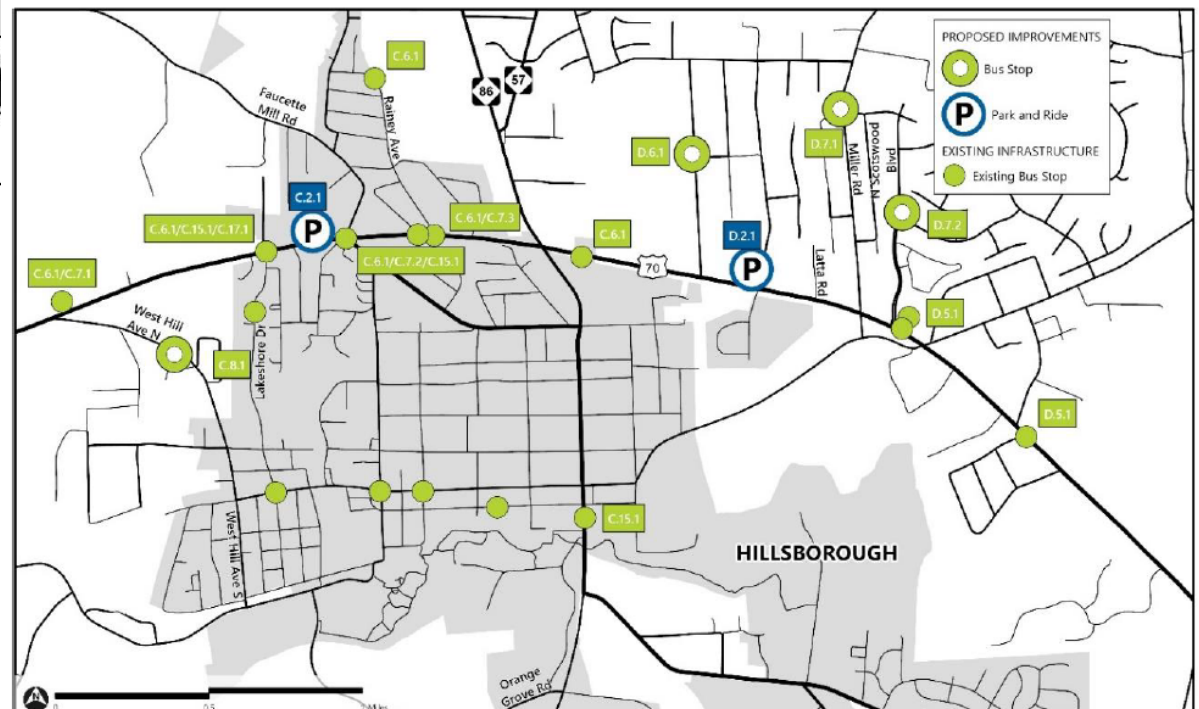 PROPOSED IMPROVEMENTS
Bus Stop
P
Park and Ride
EXISTING INFRASTRUCTURE
Existing Bus Stop
C.6.1
86
57
Faucette
Mill Rd
Rainey Ave
D.6.1
D.7.1
Miller Rd
N Scotswood
Blvd
C.2.1
P
C.6.1/C.15.1/C.17.1
C.6.1/C.7.3
C.6.1
D.2.1
P
D.7.2
C.6.1/C.7.2/C.15.1
70
Latta Rd
C.6.1/C.7.1
West Hill
Ave N
D.5.1
C.8.1
Lakeshore Dr
D.5.1
West Hill Ave S
C.15.1
HILLSBOROUGH
Orange
Grove Rd
N
0
0.5